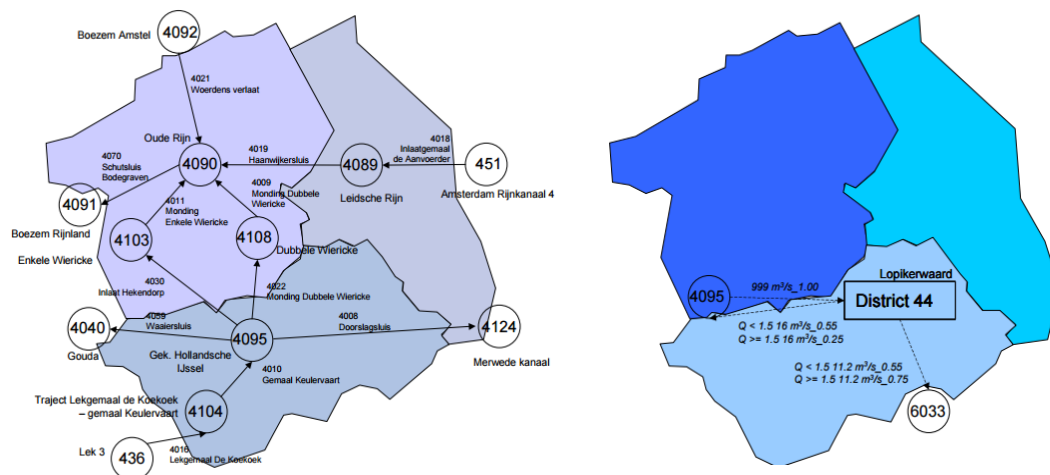 Boezem Amstel
4092
4021
Woerdens verlaat
Oude Rijn
4090
4070
Schutsluis
Bodegraven
4019
Haanwijkersluis
4089
Leidsche Rijn
4018
Inlaatgemaal
de Aanvoerder
451
Amsterdam Rijnkanaal 4
4091
Boezem Rijnland
4011
Monding
Enkele Wiericke
4009
Monding Dubbele
Wiericke
4103
Enkele Wiericke
4108
Dubbele Wiericke
4030
Inlaat Hekendorp
4022
Monding Dubbele Wiericke
4040
Gouda
4059
Waaiersluis
4095
Gek. Hollandsche
IJssel
4008
Doorslagsluis
4124
Merwede kanaal
4010
Gemaal Keulervaart
Traject Lekgemaal de Koekoek
– gemaal Keulervaart
4104
Lek 3
436
4016
Lekgemaal De Koekoek
4095
999 m³/s_1.00
Lopikerwaard
District 44
Q < 1.5 16 m³/s_0.55
Q >= 1.5 16 m³/s_0.25
Q < 1.5 11.2 m³/s_0.55
Q >= 1.5 11.2 m³/s_0.75
6033